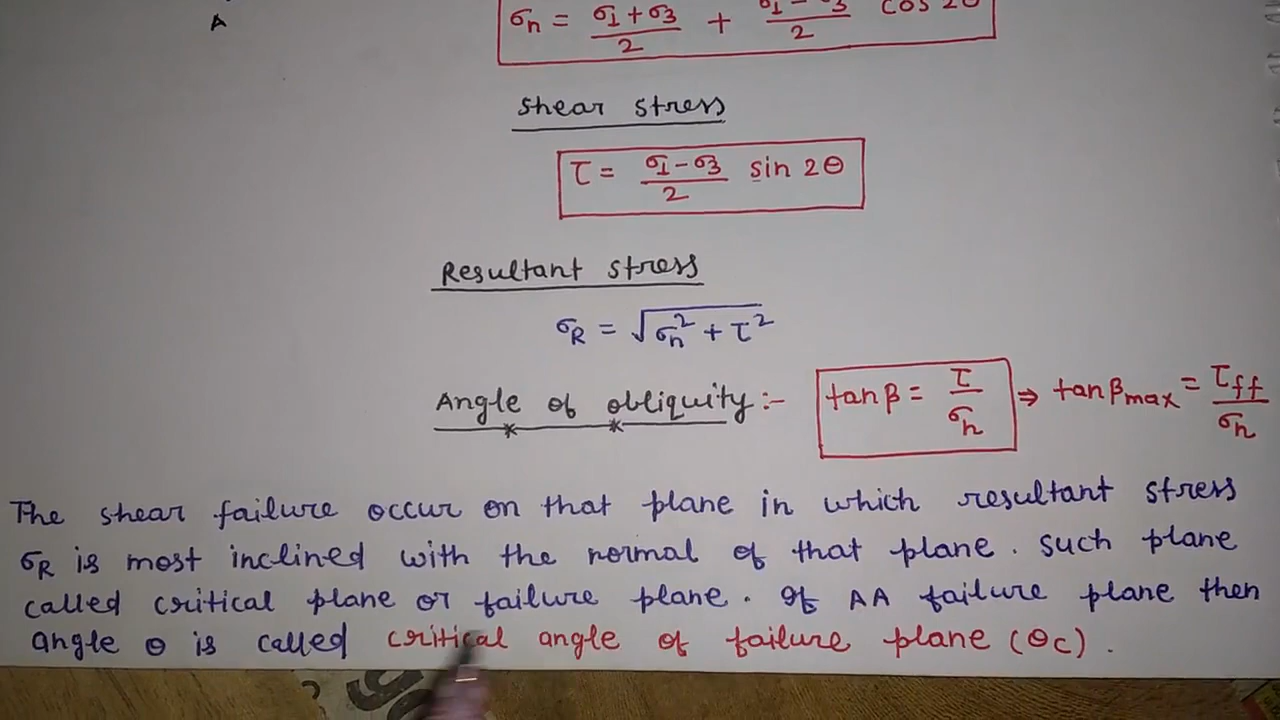 A
σn = σ1+σ3/2 + σ1-σ3/2 cos 2θ
Shear stress
τ = σ1-σ3/2 sin 2θ
Resultant stress
σR = √σn² + τ²
Angle of obliquity :- tanβ = τ/σn ⇒ tanβmax = τff/σn
The shear failure occur on that plane in which resultant stress
σR is most inclined with the normal of that plane. Such plane
called critical plane or failure plane. If AA failure plane then
angle θ is called critical angle of failure plane (θc).